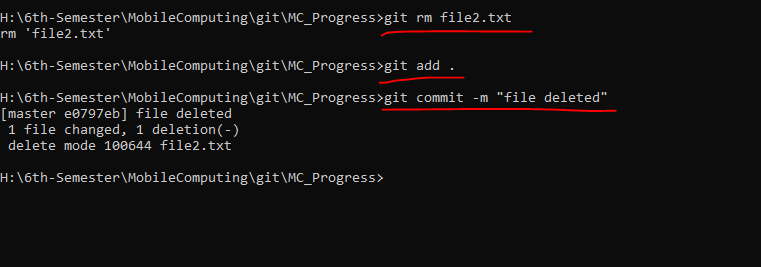 H:\6th-Semester\MobileComputing\git\MC_Progress>git rm file2.txt
rm 'file2.txt'
H:\6th-Semester\MobileComputing\git\MC_Progress>git add .
H:\6th-Semester\MobileComputing\git\MC_Progress>git commit -m "file deleted"
[master e0797eb] file deleted
 1 file changed, 1 deletion(-)
 delete mode 100644 file2.txt
H:\6th-Semester\MobileComputing\git\MC_Progress>